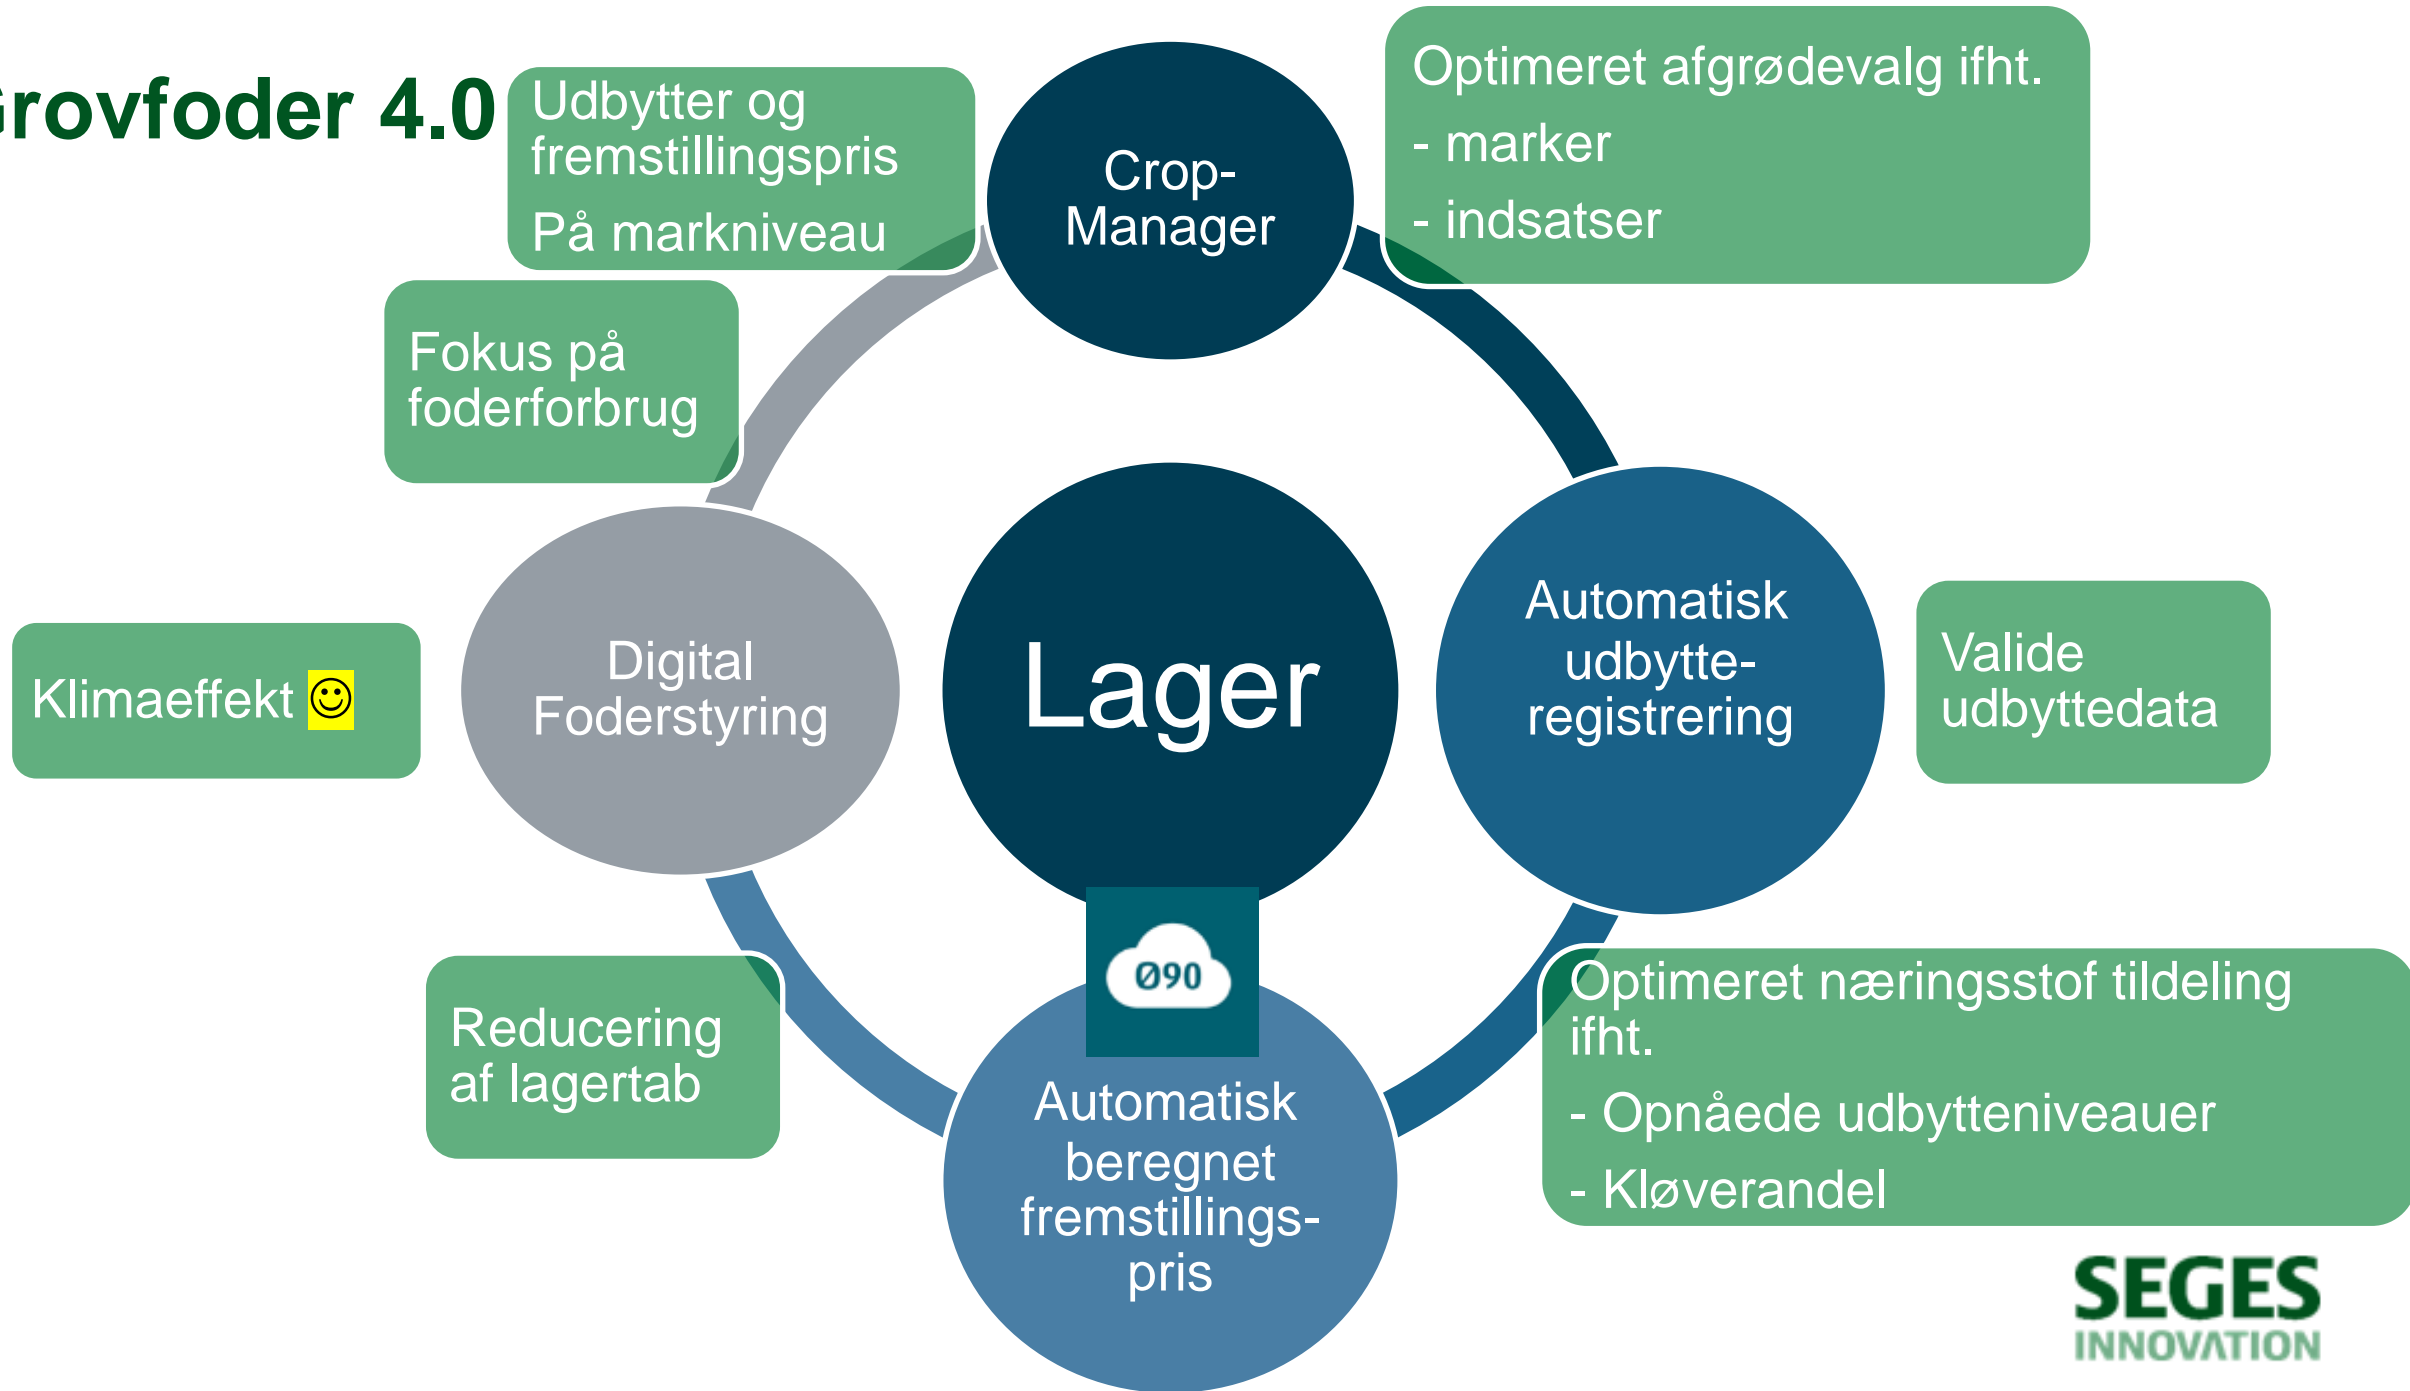 Grovfoder 4.0
Udbytter og
fremstillingspris
På markniveau
Crop-
Manager
Optimeret afgrødevalg ifht.
- marker
- indsatser
Fokus på
foderforbrug
Klimaeffekt
Digital
Foderstyring
Lager
Automatisk
udbytte-
registrering
Valide
udbyttedata
Ø90
Reducering
af lagertab
Automatisk
beregnet
fremstillings-
pris
Optimeret næringsstof tildeling
ifht.
- Opnåede udbytteniveauer
- Kløverandel
SEGES
INNOVATION